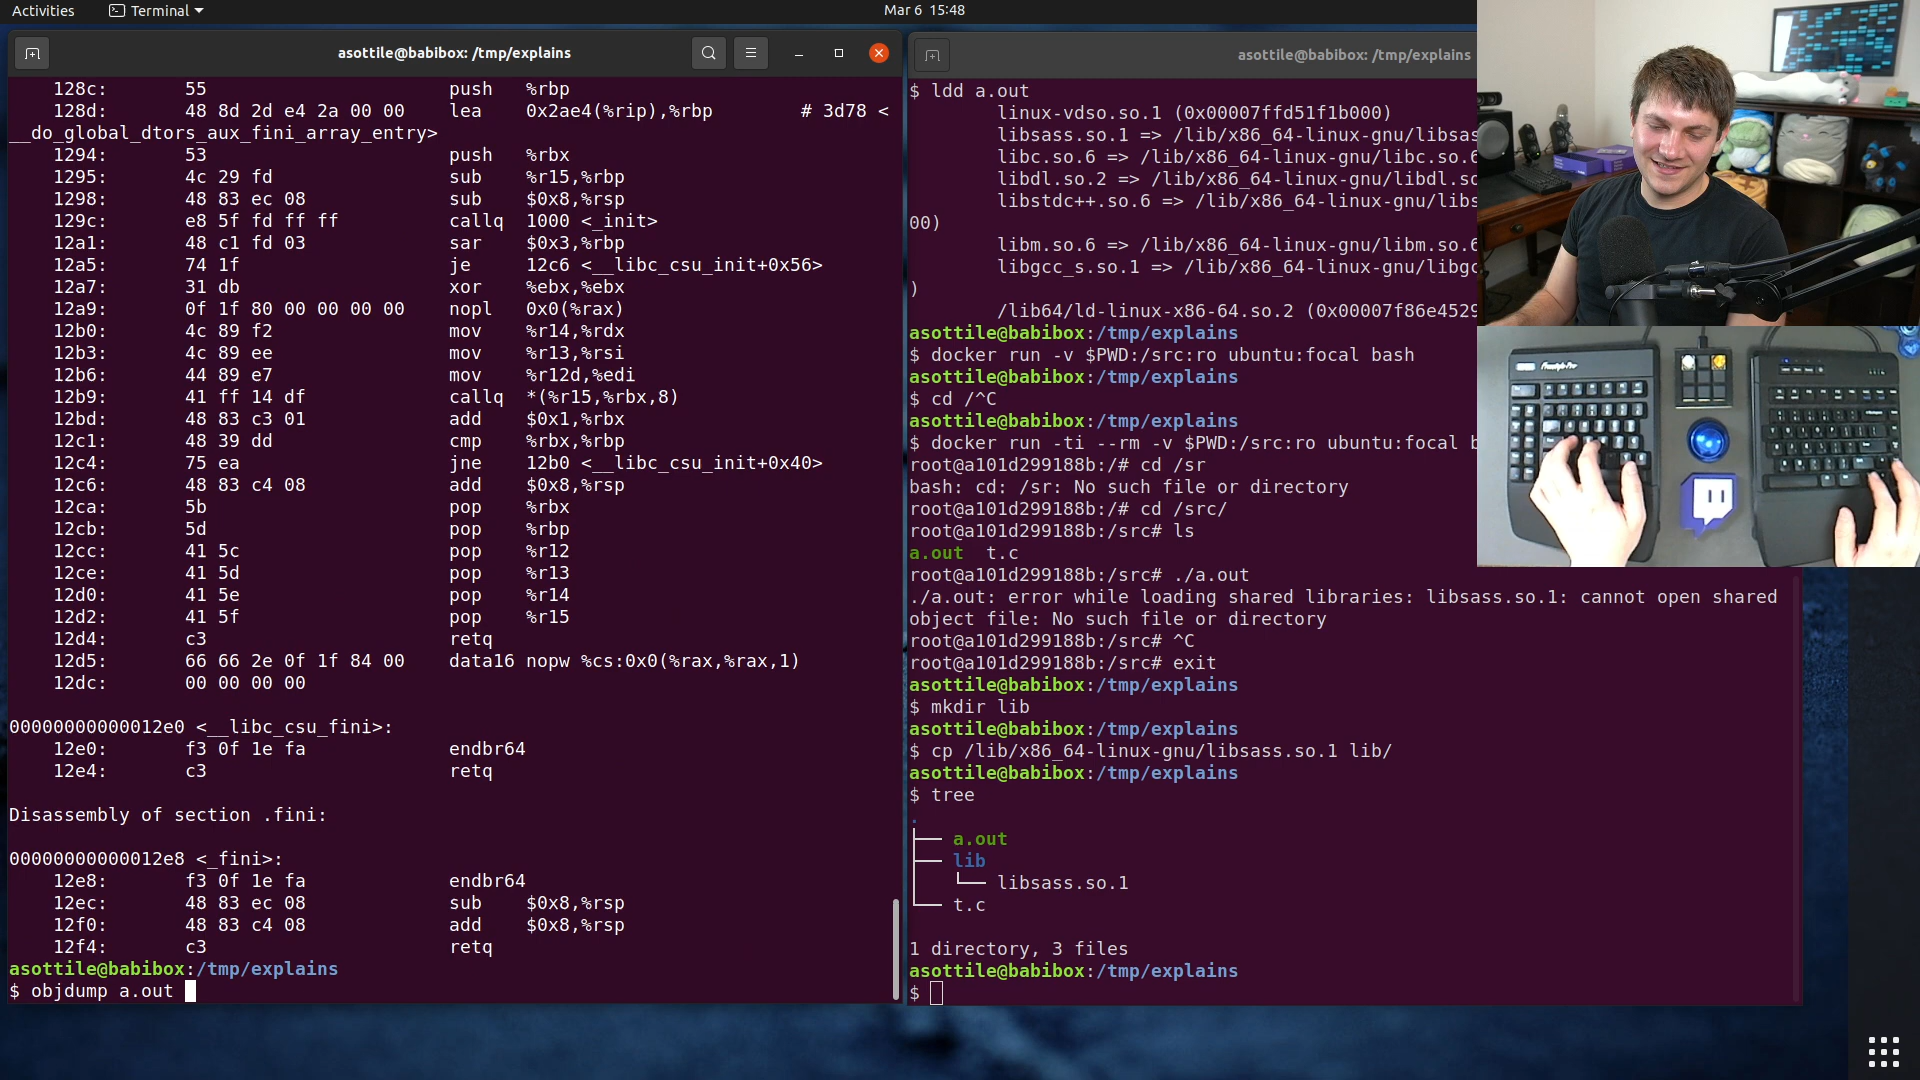 Activities
Terminal
Mar 6 15:48
asottile@babibox: /tmp/explains
128c: 55 push %rbp
128d: 48 8d 2d e4 2a 00 00 lea 0x2ae4(%rip),%rbp # 3d78 <
__do_global_dtors_aux_fini_array_entry>
1294: 53 push %rbx
1295: 4c 29 fd sub %r15,%rbp
1298: 48 83 ec 08 sub $0x8,%rsp
129c: e8 5f fd ff ff callq 1000 <_init>
12a1: 48 c1 fd 03 sar $0x3,%rbp
12a5: 74 1f je 12c6 <__libc_csu_init+0x56>
12a7: 31 db xor %ebx,%ebx
12a9: 0f 1f 80 00 00 00 00 nopl 0x0(%rax)
12b0: 4c 89 f2 mov %r14,%rdx
12b3: 4c 89 ee mov %r13,%rsi
12b6: 44 89 e7 mov %r12d,%edi
12b9: 41 ff 14 df callq *(%r15,%rbx,8)
12bd: 48 83 c3 01 add $0x1,%rbx
12c1: 48 39 dd cmp %rbx,%rbp
12c4: 75 ea jne 12b0 <__libc_csu_init+0x40>
12c6: 48 83 c4 08 add $0x8,%rsp
12ca: 5b pop %rbx
12cb: 5d pop %rbp
12cc: 41 5c pop %r12
12ce: 41 5d pop %r13
12d0: 41 5e pop %r14
12d2: 41 5f pop %r15
12d4: c3 retq
12d5: 66 66 2e 0f 1f 84 00 data16 nopw %cs:0x0(%rax,%rax,1)
12dc: 00 00 00 00
00000000000012e0 <__libc_csu_fini>:
12e0: f3 0f 1e fa endbr64
12e4: c3 retq
Disassembly of section .fini:
00000000000012e8 <_fini>:
12e8: f3 0f 1e fa endbr64
12ec: 48 83 ec 08 sub $0x8,%rsp
12f0: 48 83 c4 08 add $0x8,%rsp
12f4: c3 retq
asottile@babibox:/tmp/explains
$ objdump a.out
asottile@babibox: /tmp/explains
$ ldd a.out
linux-vdso.so.1 (0x00007ffd51f1b000)
libsass.so.1 => /lib/x86_64-linux-gnu/libsas
libc.so.6 => /lib/x86_64-linux-gnu/libc.so.6
libdl.so.2 => /lib/x86_64-linux-gnu/libdl.so
libstdc++.so.6 => /lib/x86_64-linux-gnu/libs
00)
libm.so.6 => /lib/x86_64-linux-gnu/libm.so.6
libgcc_s.so.1 => /lib/x86_64-linux-gnu/libgc
)
/lib64/ld-linux-x86-64.so.2 (0x00007f86e4529
asottile@babibox:/tmp/explains
$ docker run -v $PWD:/src:ro ubuntu:focal bash
asottile@babibox:/tmp/explains
$ cd /^C
asottile@babibox:/tmp/explains
$ docker run -ti --rm -v $PWD:/src:ro ubuntu:focal b
root@a101d299188b:/# cd /sr
bash: cd: /sr: No such file or directory
root@a101d299188b:/# cd /src/
root@a101d299188b:/src# ls
a.out t.c
root@a101d299188b:/src# ./a.out
./a.out: error while loading shared libraries: libsass.so.1: cannot open shared
object file: No such file or directory
root@a101d299188b:/src# ^C
root@a101d299188b:/src# exit
asottile@babibox:/tmp/explains
$ mkdir lib
asottile@babibox:/tmp/explains
$ cp /lib/x86_64-linux-gnu/libsass.so.1 lib/
asottile@babibox:/tmp/explains
$ tree
.
├── a.out
├── lib
│   └── libsass.so.1
└── t.c
1 directory, 3 files
asottile@babibox:/tmp/explains
$
Freestyle Pro